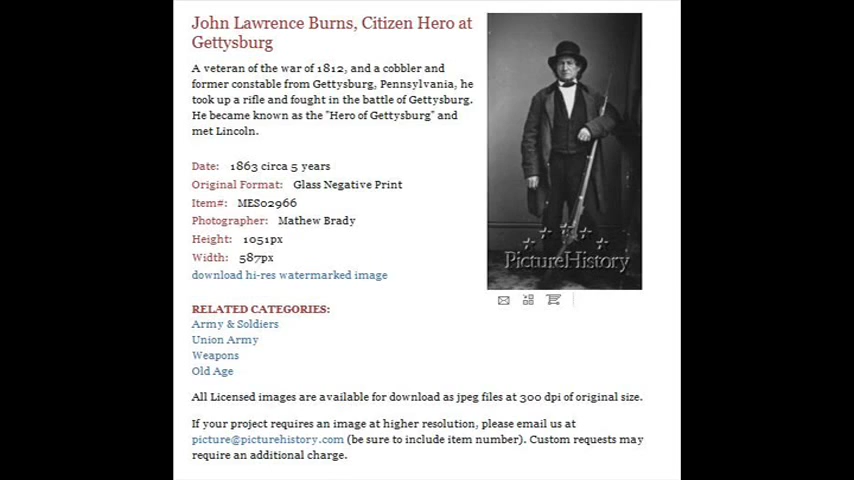 John Lawrence Burns, Citizen Hero at
Gettysburg
A veteran of the war of 1812, and a cobbler and
former constable from Gettysburg, Pennsylvania, he
took up a rifle and fought in the battle of Gettysburg.
He became known as the "Hero of Gettysburg" and
met Lincoln.
Date: 1863 circa 5 years
Original Format: Glass Negative Print
Item#: MES02966
Photographer: Mathew Brady
Height: 1051px
Width: 587px
download hi-res watermarked image
PictureHistory
RELATED CATEGORIES:
Army & Soldiers
Union Army
Weapons
Old Age
All Licensed images are available for download as jpeg files at 300 dpi of original size.
If your project requires an image at higher resolution, please email us at
picture@picturehistory.com (be sure to include item number). Custom requests may
require an additional charge.